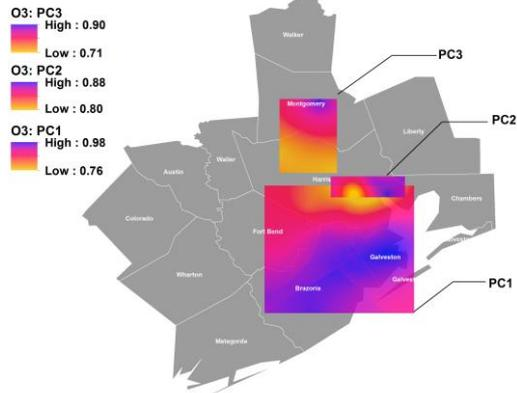 O3: PC3
High : 0.90
Low : 0.71
O3: PC2
High : 0.88
Low : 0.80
O3: PC1
High : 0.98
Low : 0.76
Walker
PC3
Montgomery
Liberty
PC2
Waller
Austin
Harris
Chambers
Colorado
Fort Bend
Galveston
Galveston
Wharton
Brazoria
PC1
Matagorda